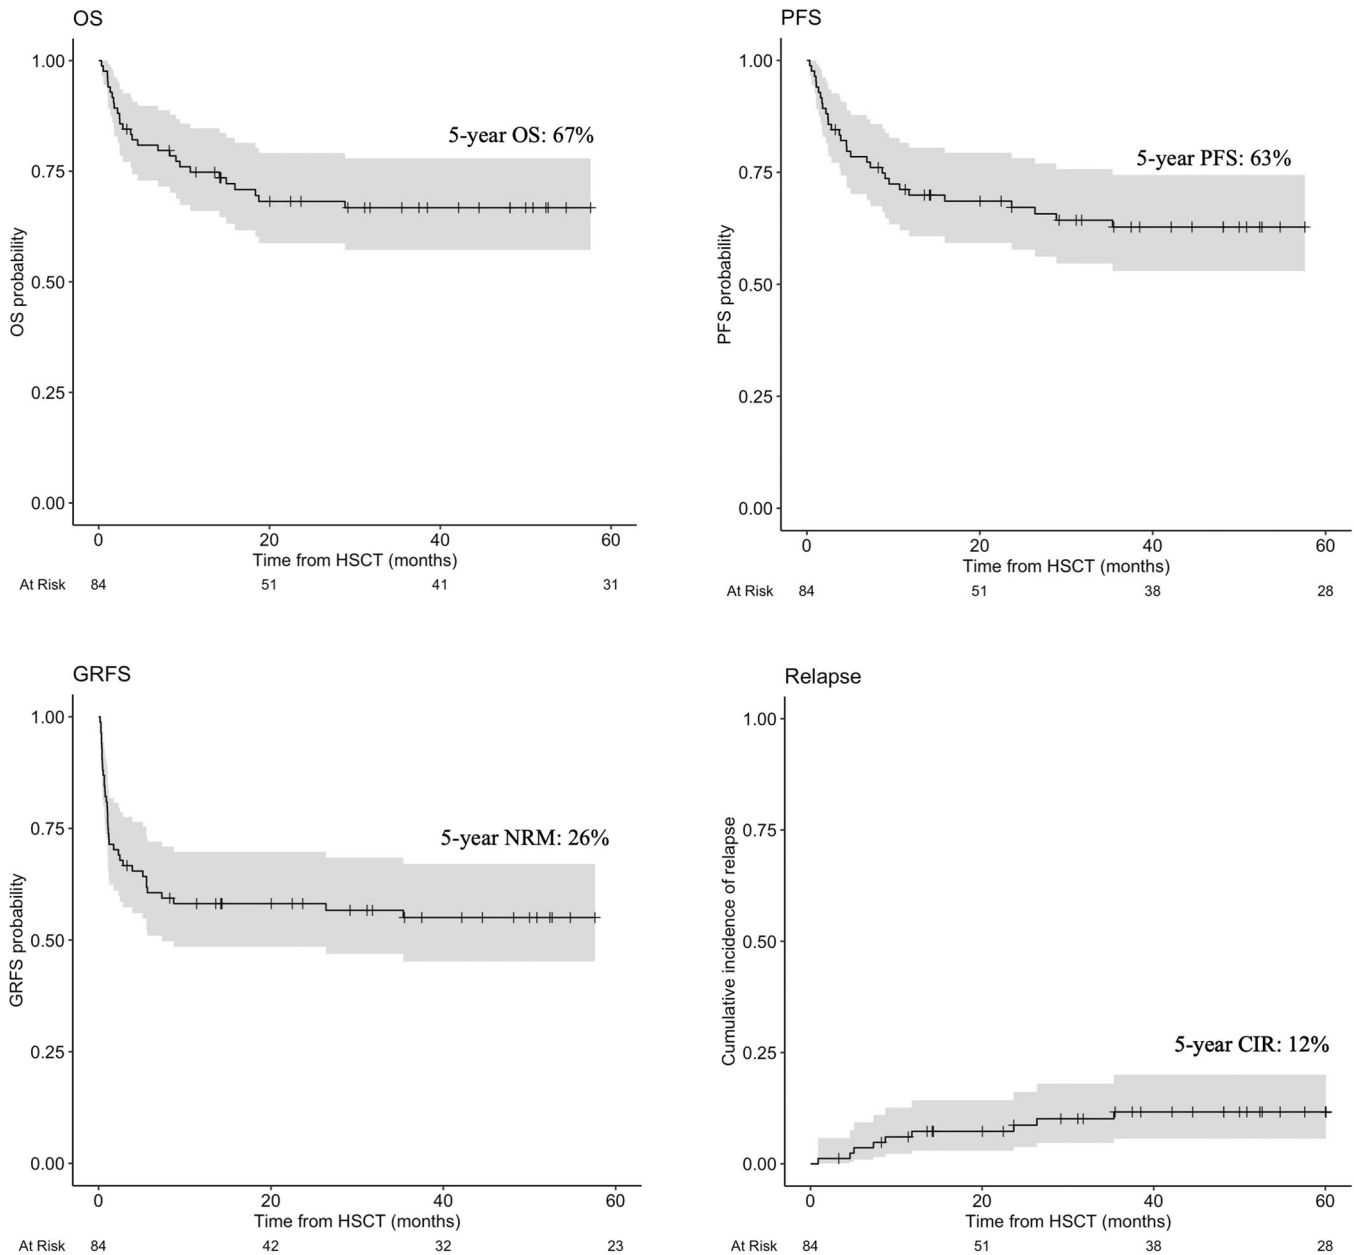 OS
1.00
0.75
0.50
0.25
0.00
OS probability
5-year OS: 67%
0 20 40 60
Time from HSCT (months)
At Risk 84 51 41 31
PFS
1.00
0.75
0.50
0.25
0.00
PFS probability
5-year PFS: 63%
0 20 40 60
Time from HSCT (months)
At Risk 84 51 38 28
GRFS
1.00
0.75
0.50
0.25
0.00
GRFS probability
5-year NRM: 26%
0 20 40 60
Time from HSCT (months)
At Risk 84 42 32 23
Relapse
1.00
0.75
0.50
0.25
0.00
Cumulative incidence of relapse
5-year CIR: 12%
0 20 40 60
Time from HSCT (months)
At Risk 84 51 38 28